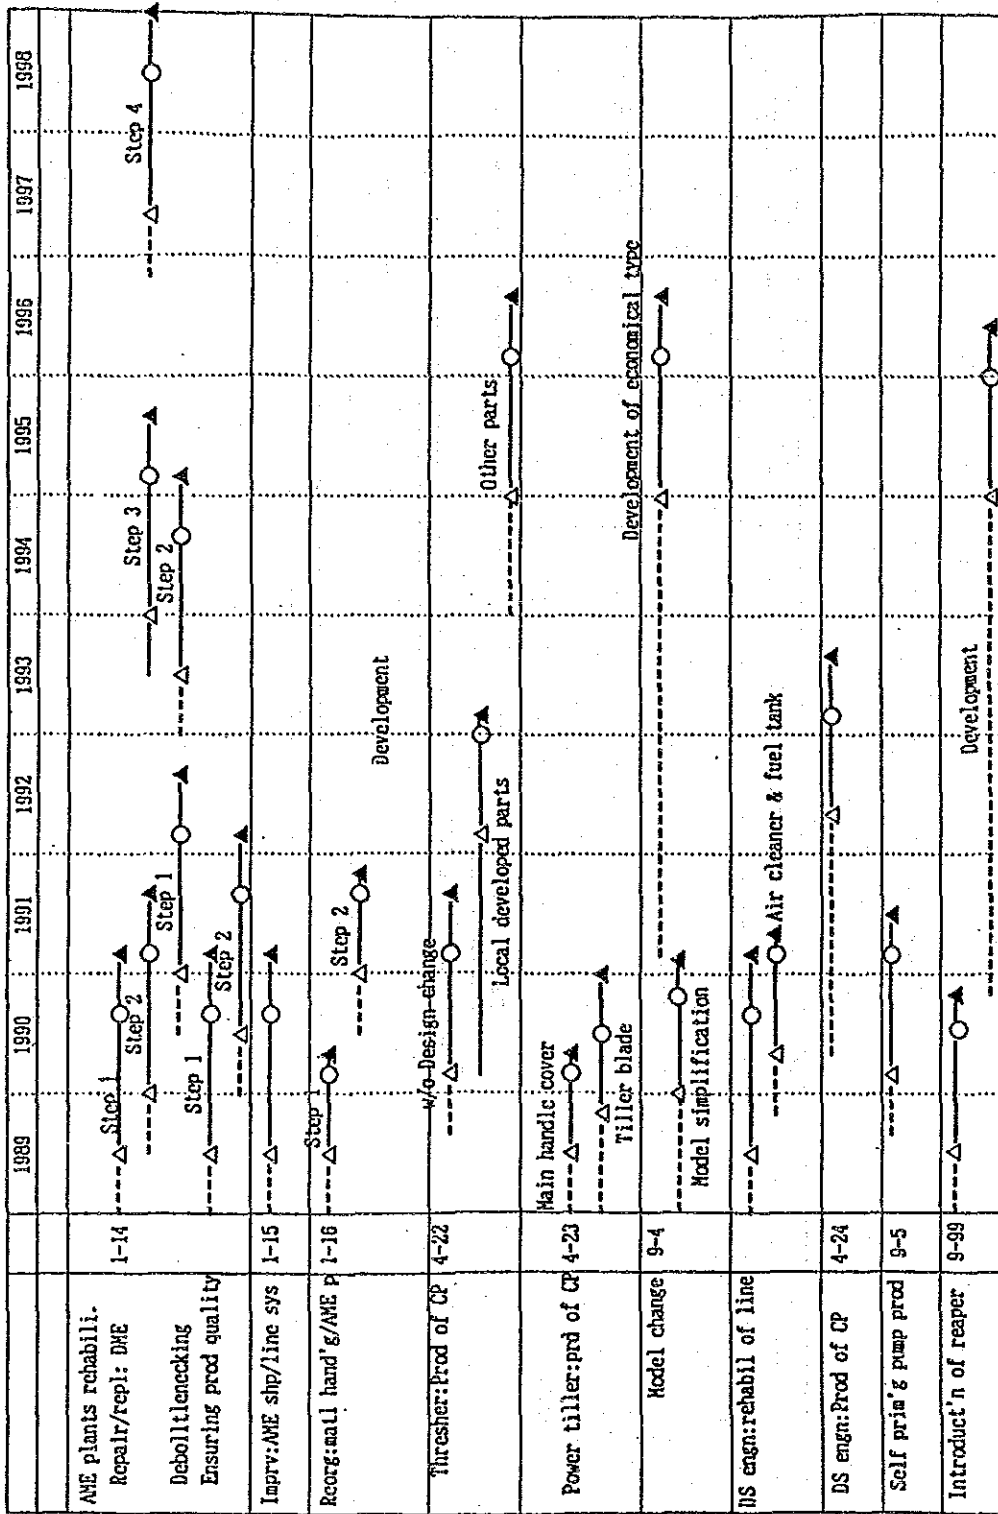 1989 1990 1991 1992 1993 1994 1995 1996 1997 1998
AME plants rehabili.
Repair/repl: DME 1-14
Step 1
Step 2
Step 3
Step 4
Debolltlenecking
Step 1
Step 2
Ensuring prod quality
Step 1
Step 2
Imprv:AME shp/line sys 1-15
Reorg:matl hand'g/AME p 1-16
Step 1
Step 2
Development
Thresher:Prod of CP 4-22
w/o Design change
Local developed parts
Other parts
Power tiller:prd of CP 4-23
Main handle cover
Tiller blade
Model change 9-4
Development of economical type
Model simplification
DS engn:rehabil of line
Air cleaner & fuel tank
DS engn:Prod of CP 4-24
Self prim'g pump prod 9-5
Introduct'n of reaper 9-99
Development